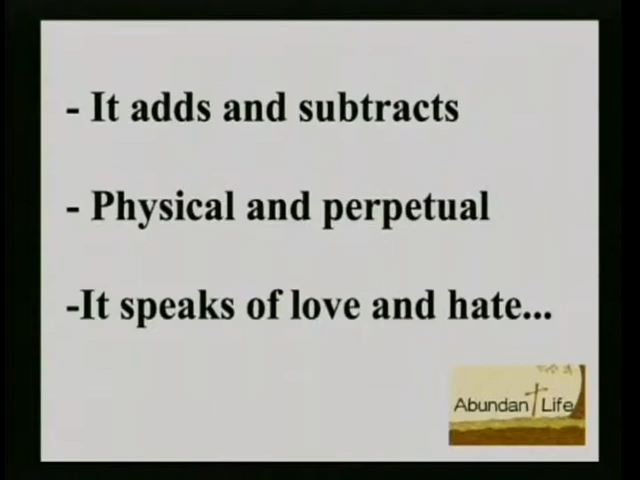 - It adds and subtracts
- Physical and perpetual
-It speaks of love and hate...
Abundant Life